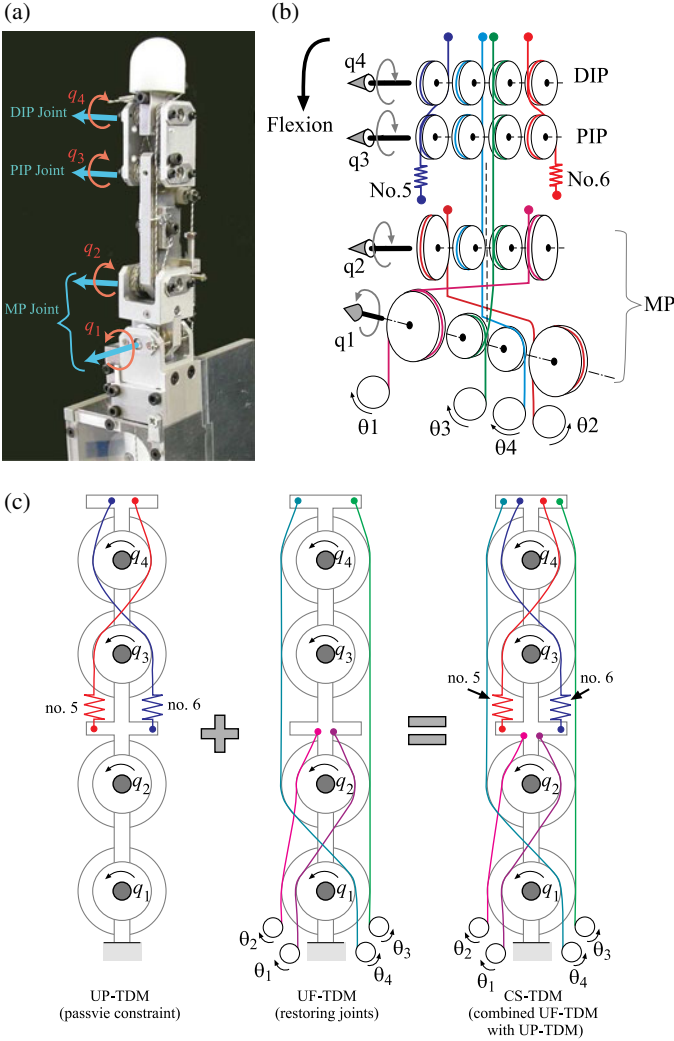 (a)
q4
DIP Joint
q3
PIP Joint
q2
MP Joint
q1
(b)
q4
DIP
Flexion
q3
PIP
No.5
No.6
q2
MP
q1
θ1
θ3
θ4
θ2
(c)
q4
q3
no. 5
no. 6
q2
q1
UP-TDM
(passvie constraint)
q4
q3
q2
q1
θ2
θ1
θ3
θ4
UF-TDM
(restoring joints)
q4
q3
no. 5
no. 6
q2
q1
θ2
θ1
θ3
θ4
CS-TDM
(combined UF-TDM
with UP-TDM)